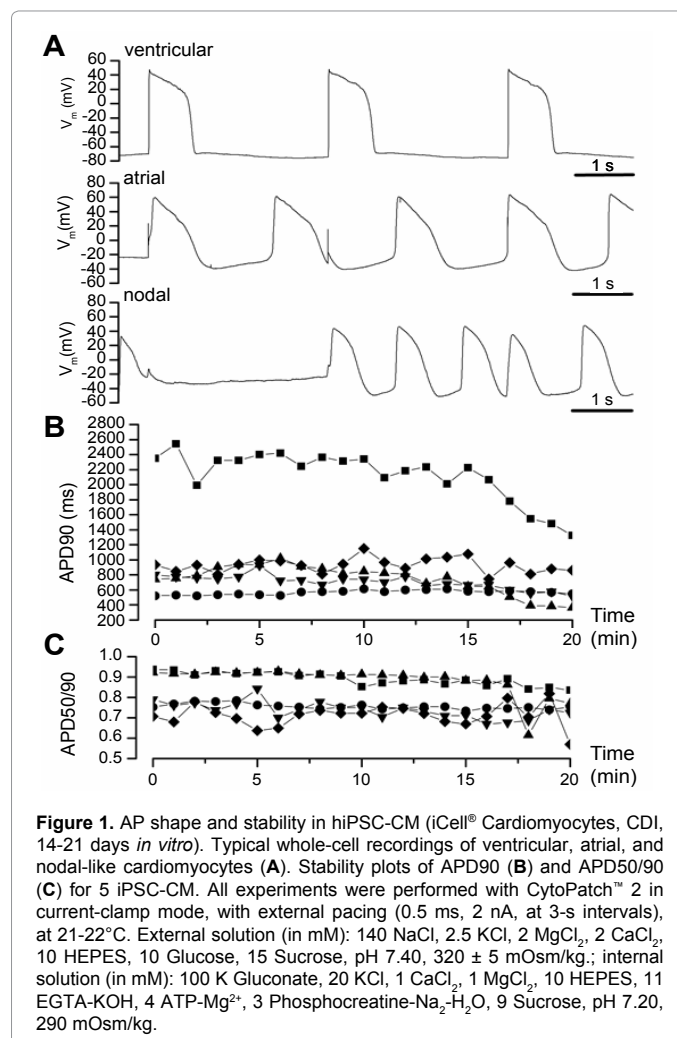 A
ventricular
60
40
20
0
-20
-40
-60
-80
Vm (mV)
1 s
atrial
80
60
40
20
0
-20
-40
-60
Vm (mV)
1 s
nodal
80
60
40
20
0
-20
-40
-60
Vm(mV)
1 s
B
2800
2600
2400
2200
2000
1800
1600
1400
1200
1000
800
600
400
200
APD90 (ms)
0 5 10 15 20
Time
(min)
C
1.0
0.9
0.8
0.7
0.6
0.5
APD50/90
0 5 10 15 20
Time
(min)
Figure 1. AP shape and stability in hiPSC-CM (iCell® Cardiomyocytes, CDI,
14-21 days in vitro). Typical whole-cell recordings of ventricular, atrial, and
nodal-like cardiomyocytes (A). Stability plots of APD90 (B) and APD50/90
(C) for 5 iPSC-CM. All experiments were performed with CytoPatch™ 2 in
current-clamp mode, with external pacing (0.5 ms, 2 nA, at 3-s intervals),
at 21-22°C. External solution (in mM): 140 NaCl, 2.5 KCl, 2 MgCl₂, 2 CaCl₂,
10 HEPES, 10 Glucose, 15 Sucrose, pH 7.40, 320 ± 5 mOsm/kg.; internal
solution (in mM): 100 K Gluconate, 20 KCl, 1 CaCl₂, 1 MgCl₂, 10 HEPES, 11
EGTA-KOH, 4 ATP-Mg²⁺, 3 Phosphocreatine-Na₂-H₂O, 9 Sucrose, pH 7.20,
290 mOsm/kg.